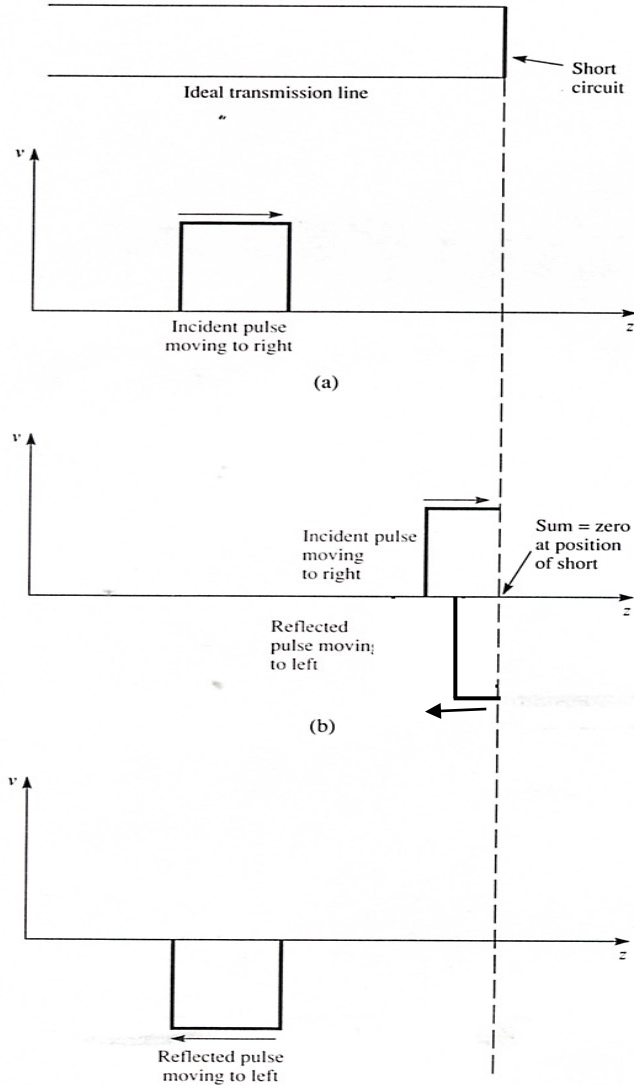 Short
circuit
Ideal transmission line
v
Incident pulse
moving to right
z
(a)
v
Incident pulse
moving
to right
Sum = zero
at position
of short
z
Reflected
pulse moving
to left
(b)
v
z
Reflected pulse
moving to left